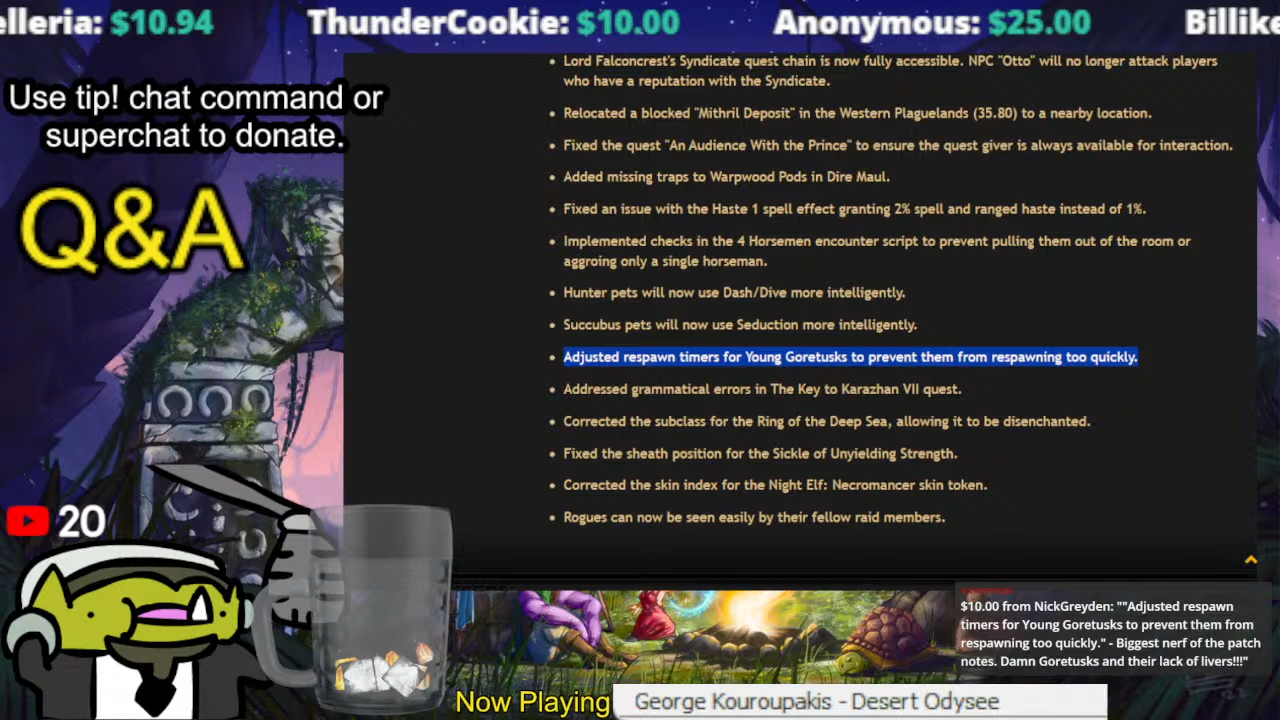 elleria: $10.94 ThunderCookie: $10.00 Anonymous: $25.00 Billike
Use tip! chat command or
superchat to donate.
Q&A
• Lord Falconcrest's Syndicate quest chain is now fully accessible. NPC "Otto" will no longer attack players
who have a reputation with the Syndicate.
• Relocated a blocked "Mithril Deposit" in the Western Plaguelands (35.80) to a nearby location.
• Fixed the quest "An Audience With the Prince" to ensure the quest giver is always available for interaction.
• Added missing traps to Warpwood Pods in Dire Maul.
• Fixed an issue with the Haste 1 spell effect granting 2% spell and ranged haste instead of 1%.
• Implemented checks in the 4 Horsemen encounter script to prevent pulling them out of the room or
aggroing only a single horseman.
• Hunter pets will now use Dash/Dive more intelligently.
• Succubus pets will now use Seduction more intelligently.
• Adjusted respawn timers for Young Goretusks to prevent them from respawning too quickly.
• Addressed grammatical errors in The Key to Karazhan VII quest.
• Corrected the subclass for the Ring of the Deep Sea, allowing it to be disenchanted.
• Fixed the sheath position for the Sickle of Unyielding Strength.
• Corrected the skin index for the Night Elf: Necromancer skin token.
• Rogues can now be seen easily by their fellow raid members.
20
$10.00 from NickGreyden: ""Adjusted respawn
timers for Young Goretusks to prevent them from
respawning too quickly." - Biggest nerf of the patch
notes. Damn Goretusks and their lack of livers!!!"
Now Playing George Kouroupakis - Desert Odysee